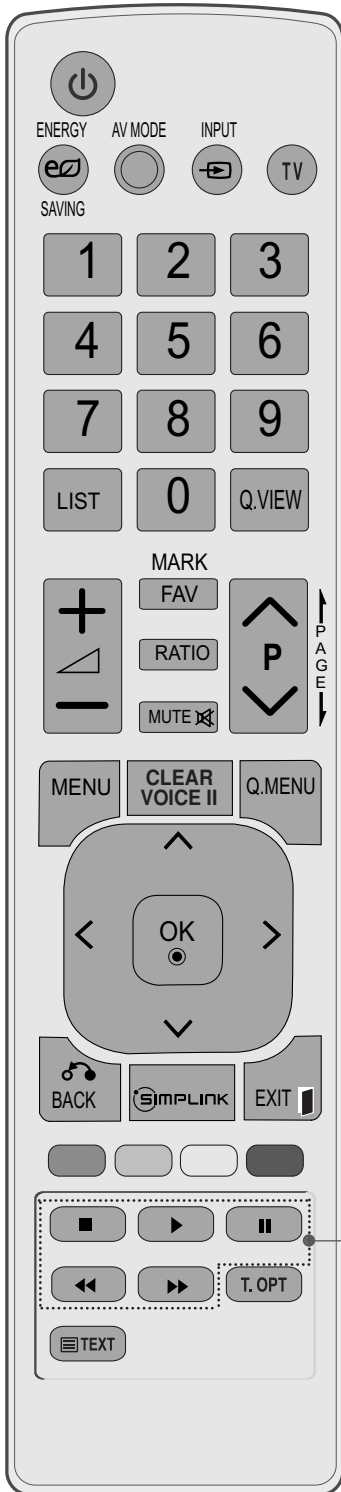 ENERGY AV MODE INPUT
TV
SAVING
1 2 3
4 5 6
7 8 9
LIST 0 Q.VIEW
MARK
FAV
RATIO P
MUTE
PAGE
MENU CLEAR VOICE II Q.MENU
OK
BACK SIMPLINK EXIT
T. OPT
TEXT